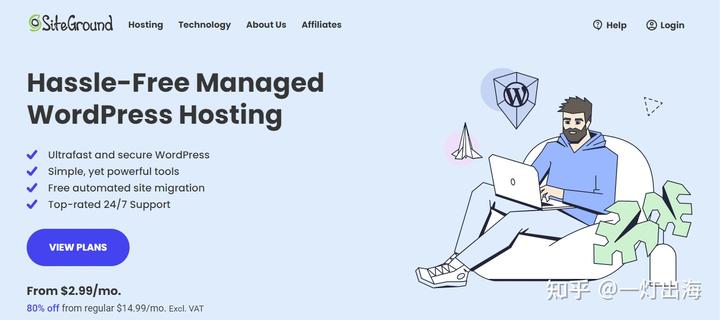 SiteGround Hosting Technology About Us Affiliates Help Login
Hassle-Free Managed
WordPress Hosting
Ultrafast and secure WordPress
Simple, yet powerful tools
Free automated site migration
Top-rated 24/7 Support
VIEW PLANS
From $2.99/mo.
80% off from regular $14.99/mo. Excl. VAT
知乎 @一灯出海